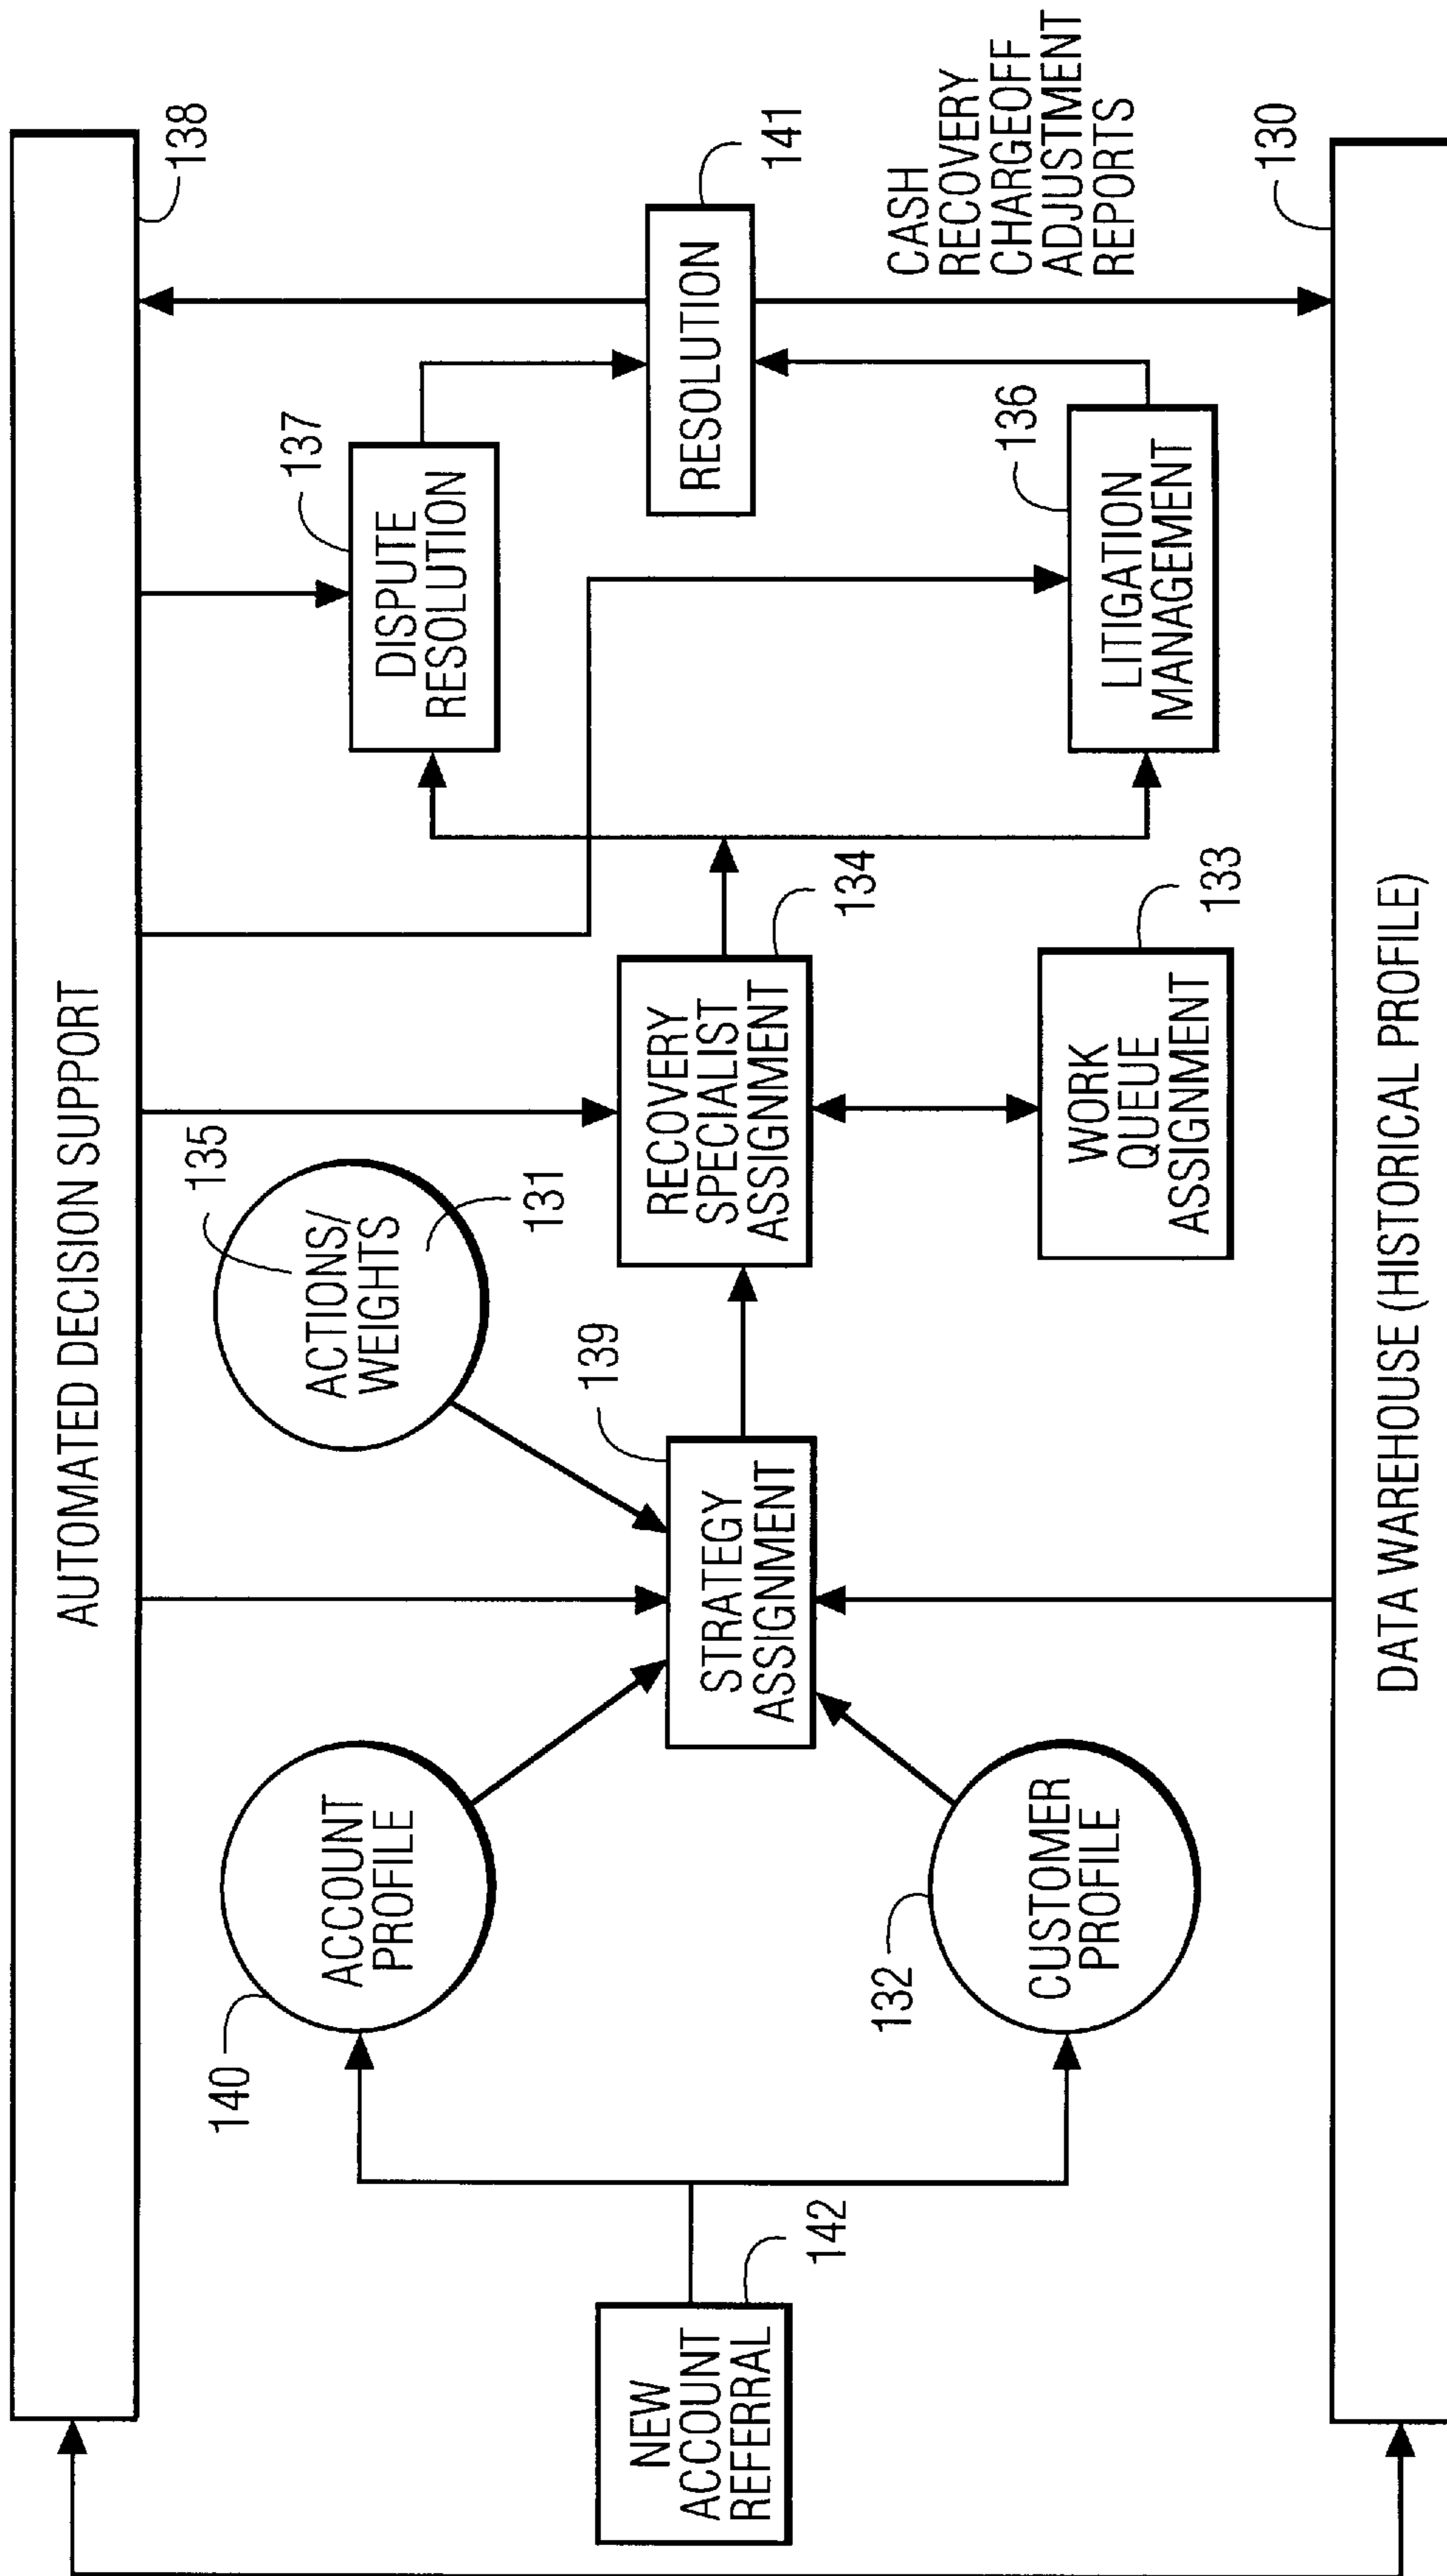 AUTOMATED DECISION SUPPORT
138
140
ACCOUNT
PROFILE
135
ACTIONS/
WEIGHTS
131
137
DISPUTE
RESOLUTION
NEW
ACCOUNT
REFERRAL
142
139
STRATEGY
ASSIGNMENT
RECOVERY
SPECIALIST
ASSIGNMENT
134
141
RESOLUTION
CASH
RECOVERY
CHARGEOFF
ADJUSTMENT
REPORTS
132
CUSTOMER
PROFILE
WORK
QUEUE
ASSIGNMENT
133
136
LITIGATION
MANAGEMENT
130
DATA WAREHOUSE (HISTORICAL PROFILE)